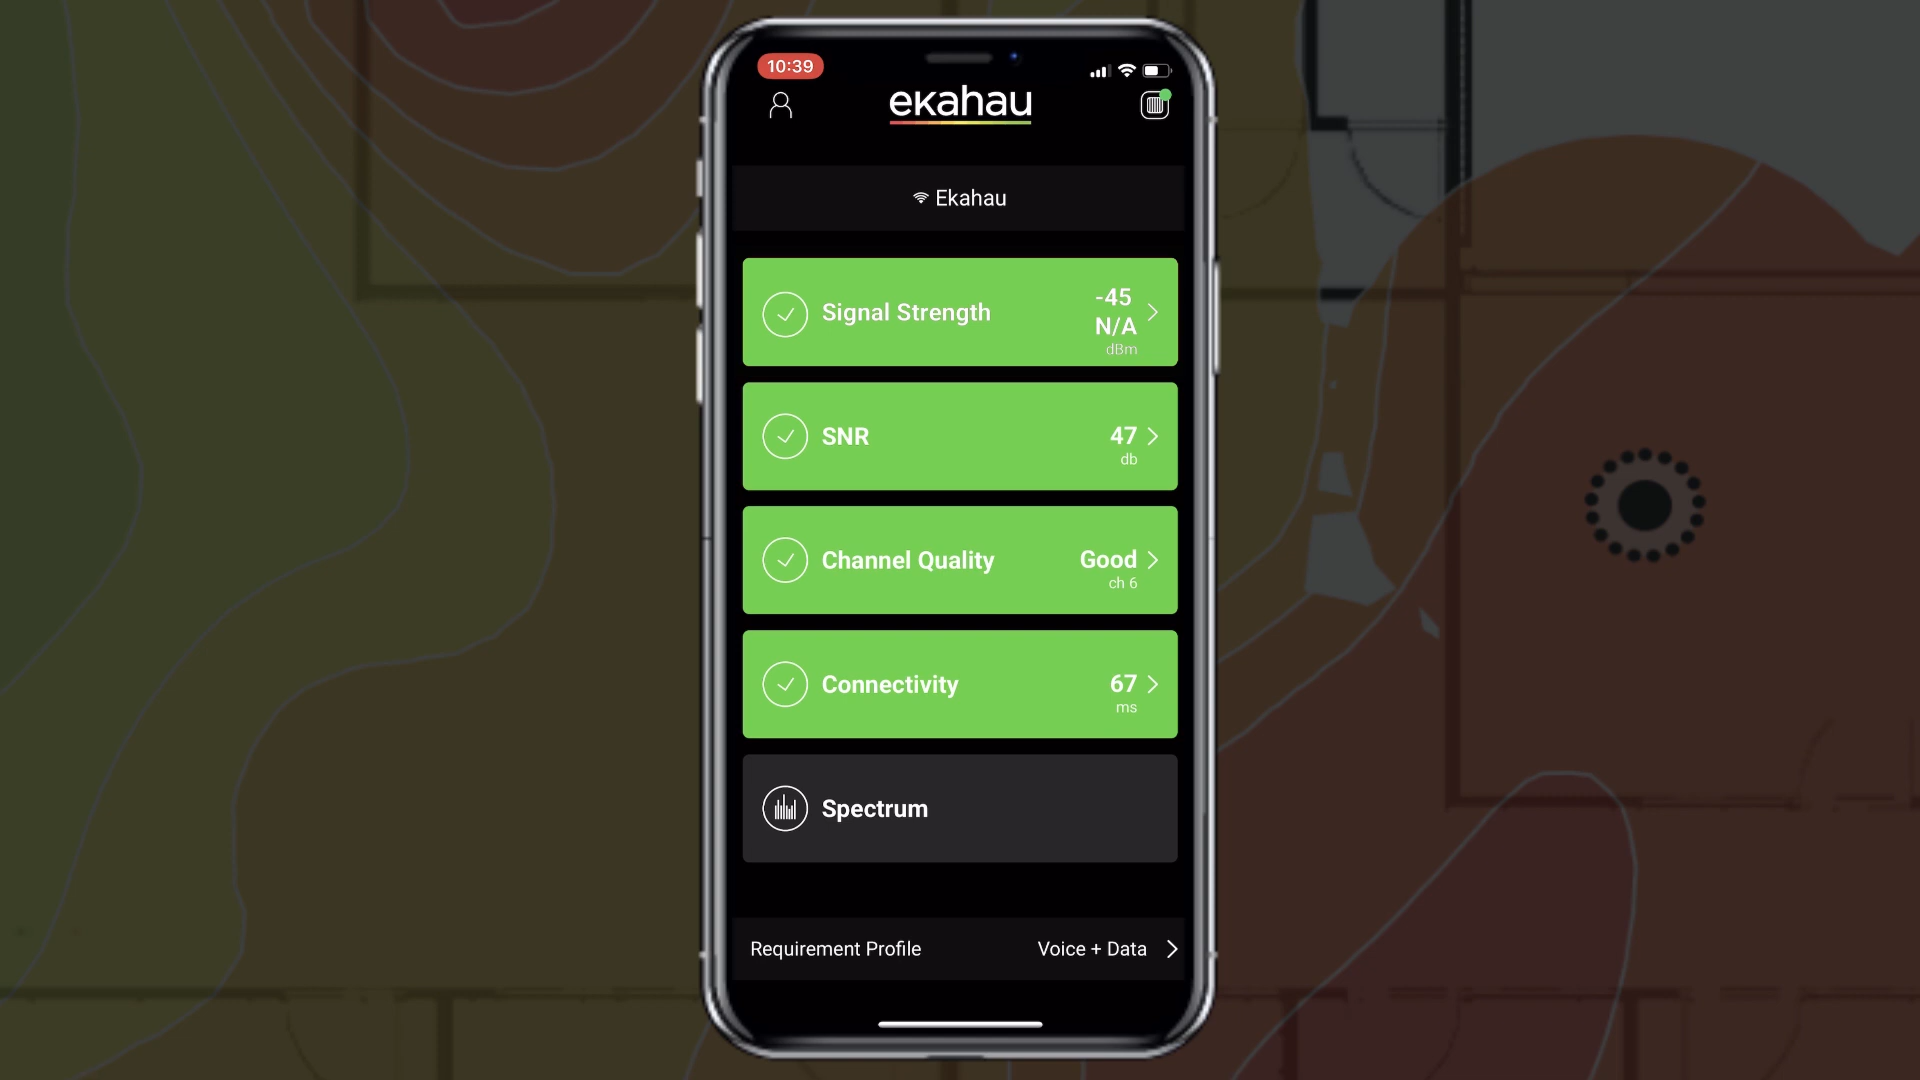 10:39
ekahau
Ekahau
Signal Strength
-45
N/A
dBm
SNR
47
db
Channel Quality
Good
ch 6
Connectivity
67
ms
Spectrum
Requirement Profile
Voice + Data